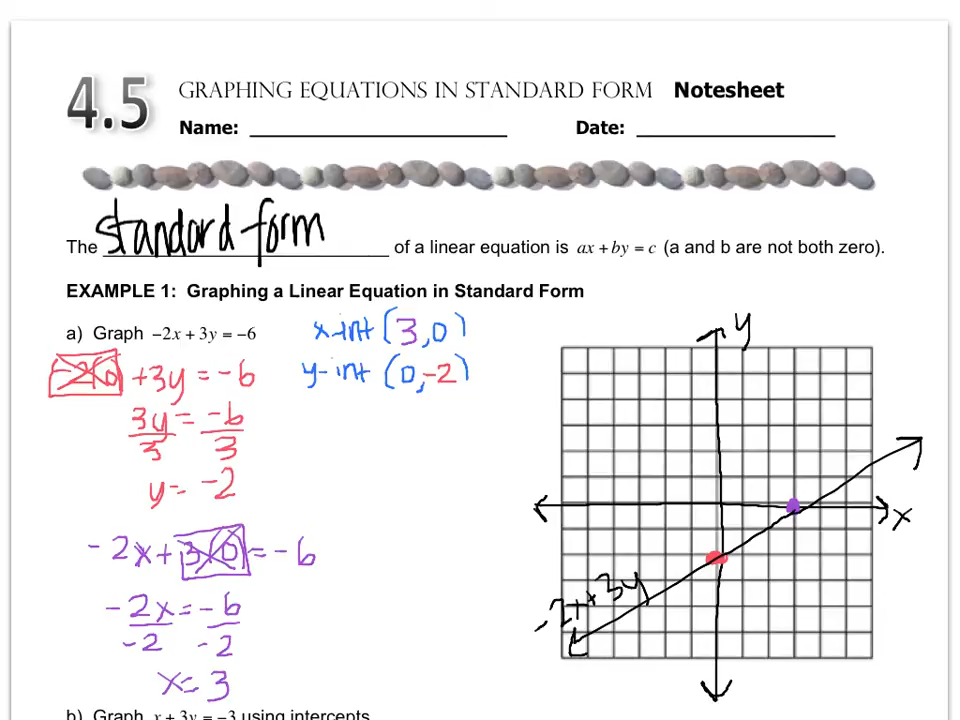 4.5 GRAPHING EQUATIONS IN STANDARD FORM Notesheet
Name: Date:
The standard form of a linear equation is ax + by = c (a and b are not both zero).
EXAMPLE 1: Graphing a Linear Equation in Standard Form
a) Graph −2x + 3y = −6
x-int (3,0)
y-int (0,-2)
-2(0) +3y = -6
3y/3 = -6/3
y = -2
-2x + 3(0) = -6
-2x/-2 = -6/-2
x = 3
y
x
-2x+3y
b) Graph x + 3y = −3 using intercepts